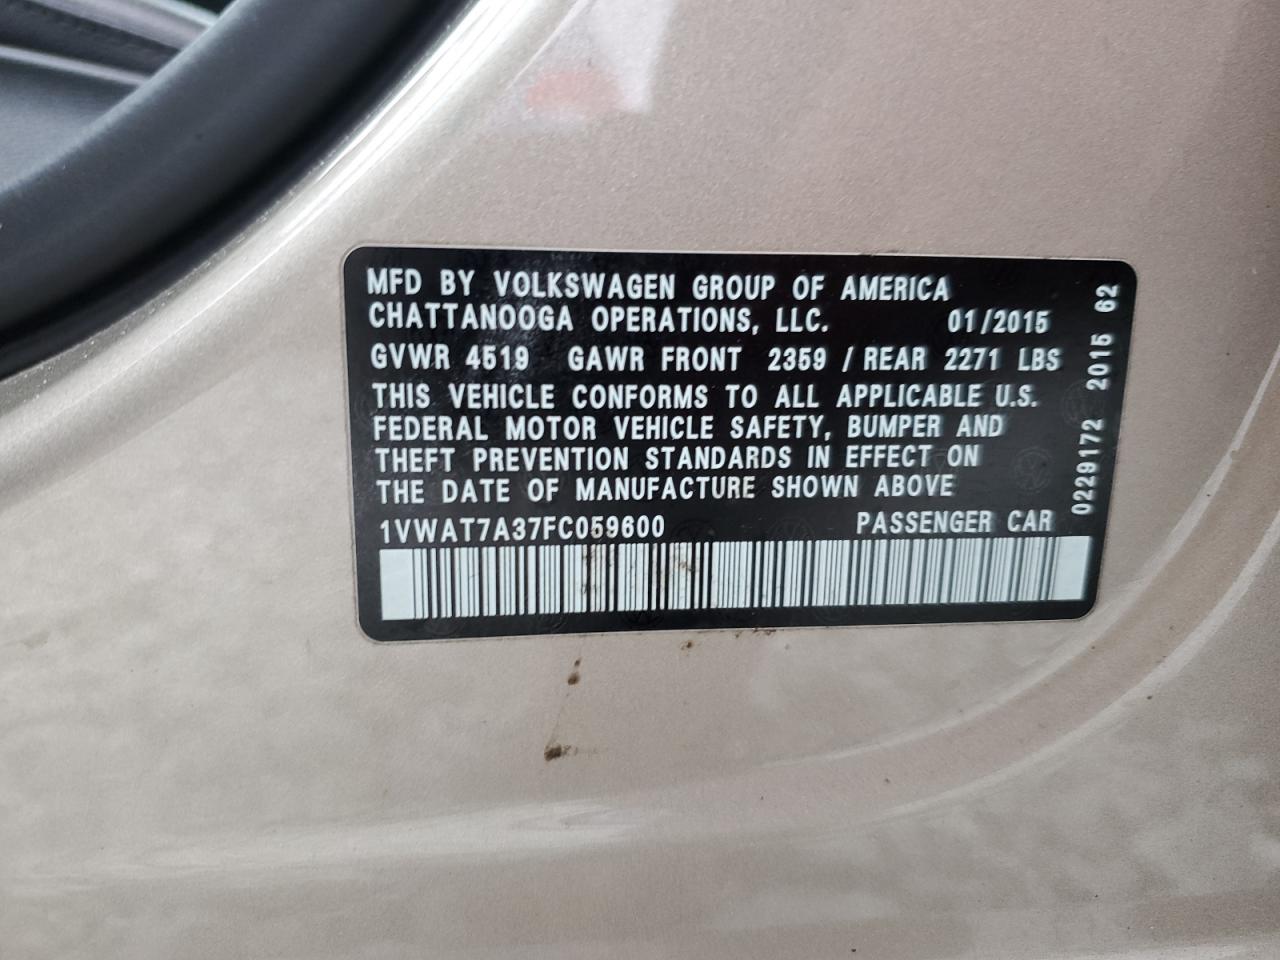 MFD BY VOLKSWAGEN GROUP OF AMERICA
CHATTANOOGA OPERATIONS, LLC. 01/2015
GVWR 4519 GAWR FRONT 2359 / REAR 2271 LBS
THIS VEHICLE CONFORMS TO ALL APPLICABLE U.S.
FEDERAL MOTOR VEHICLE SAFETY, BUMPER AND
THEFT PREVENTION STANDARDS IN EFFECT ON
THE DATE OF MANUFACTURE SHOWN ABOVE
1VWAT7A37FC059600 PASSENGER CAR
0229172 2015 62